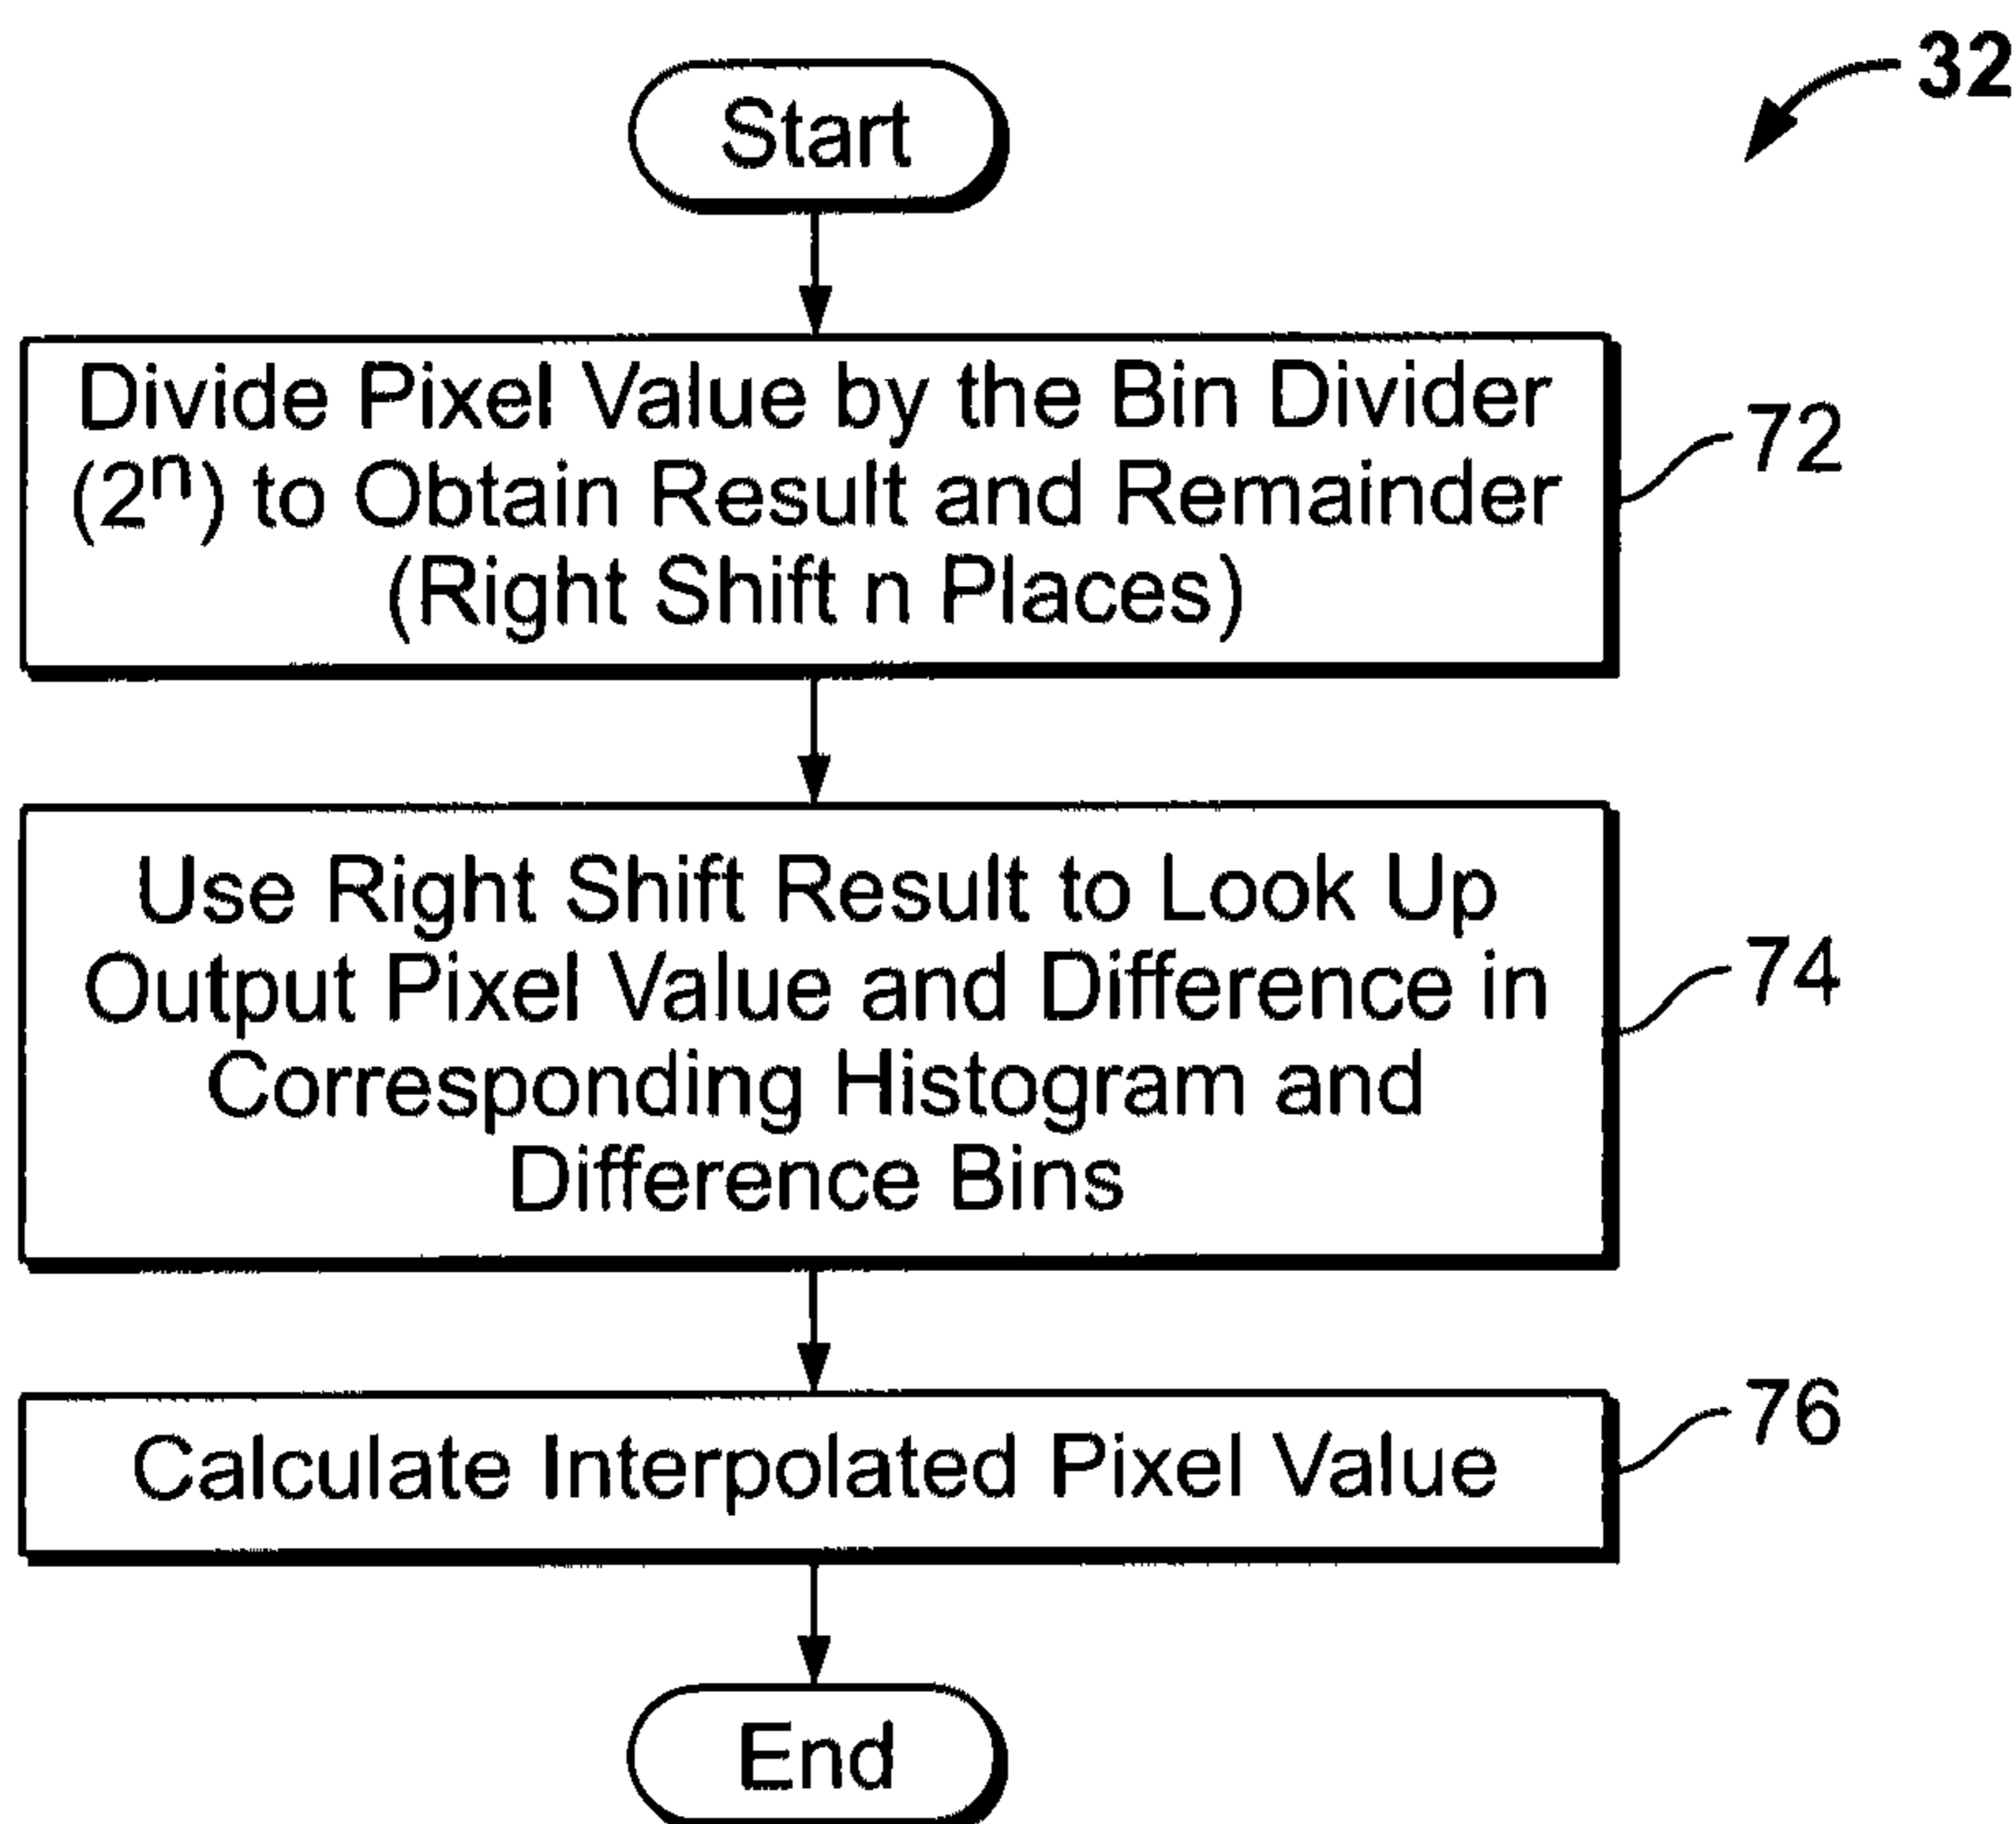 32
Start
Divide Pixel Value by the Bin Divider
(2ⁿ) to Obtain Result and Remainder
(Right Shift n Places)
72
Use Right Shift Result to Look Up
Output Pixel Value and Difference in
Corresponding Histogram and
Difference Bins
74
Calculate Interpolated Pixel Value
76
End